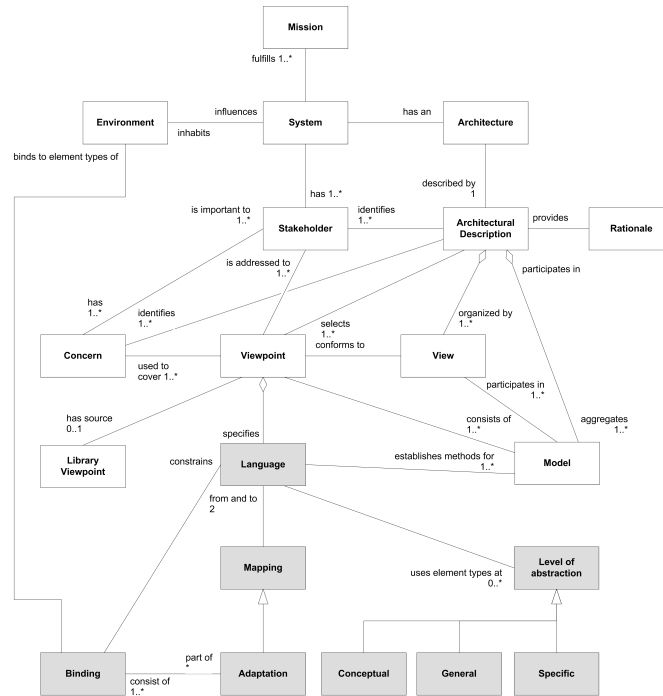 Mission
fulfills 1..*
influences
has an
Environment
System
Architecture
inhabits
binds to element types of
described by
1
has 1..*
is important to
1..*
identifies
1..*
Stakeholder
Architectural
Description
provides
Rationale
is addressed to
1..*
participates in
has
1..*
identifies
1..*
selects
1..*
organized by
1..*
conforms to
Concern
Viewpoint
View
used to
cover 1..*
participates in
1..*
has source
0..1
consists of
1..*
aggregates
1..*
specifies
Library
Viewpoint
constrains
Language
establishes methods for
1..*
Model
from and to
2
Mapping
Level of
abstraction
uses element types at
0..*
part of
*
Binding
Adaptation
Conceptual
General
Specific
consist of
1..*